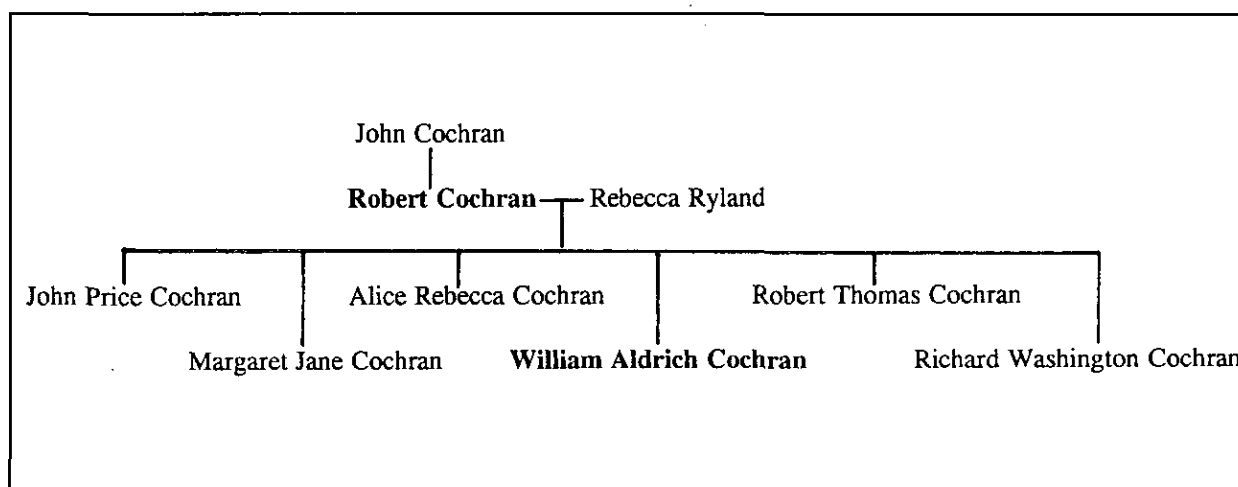 John Cochran
Robert Cochran Rebecca Ryland
John Price Cochran Alice Rebecca Cochran Robert Thomas Cochran
Margaret Jane Cochran William Aldrich Cochran Richard Washington Cochran